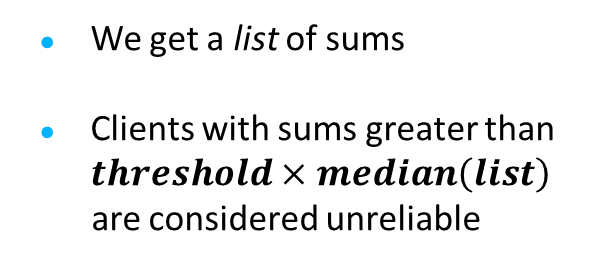 • We get a list of sums
• Clients with sums greater than
threshold × median(list)
are considered unreliable